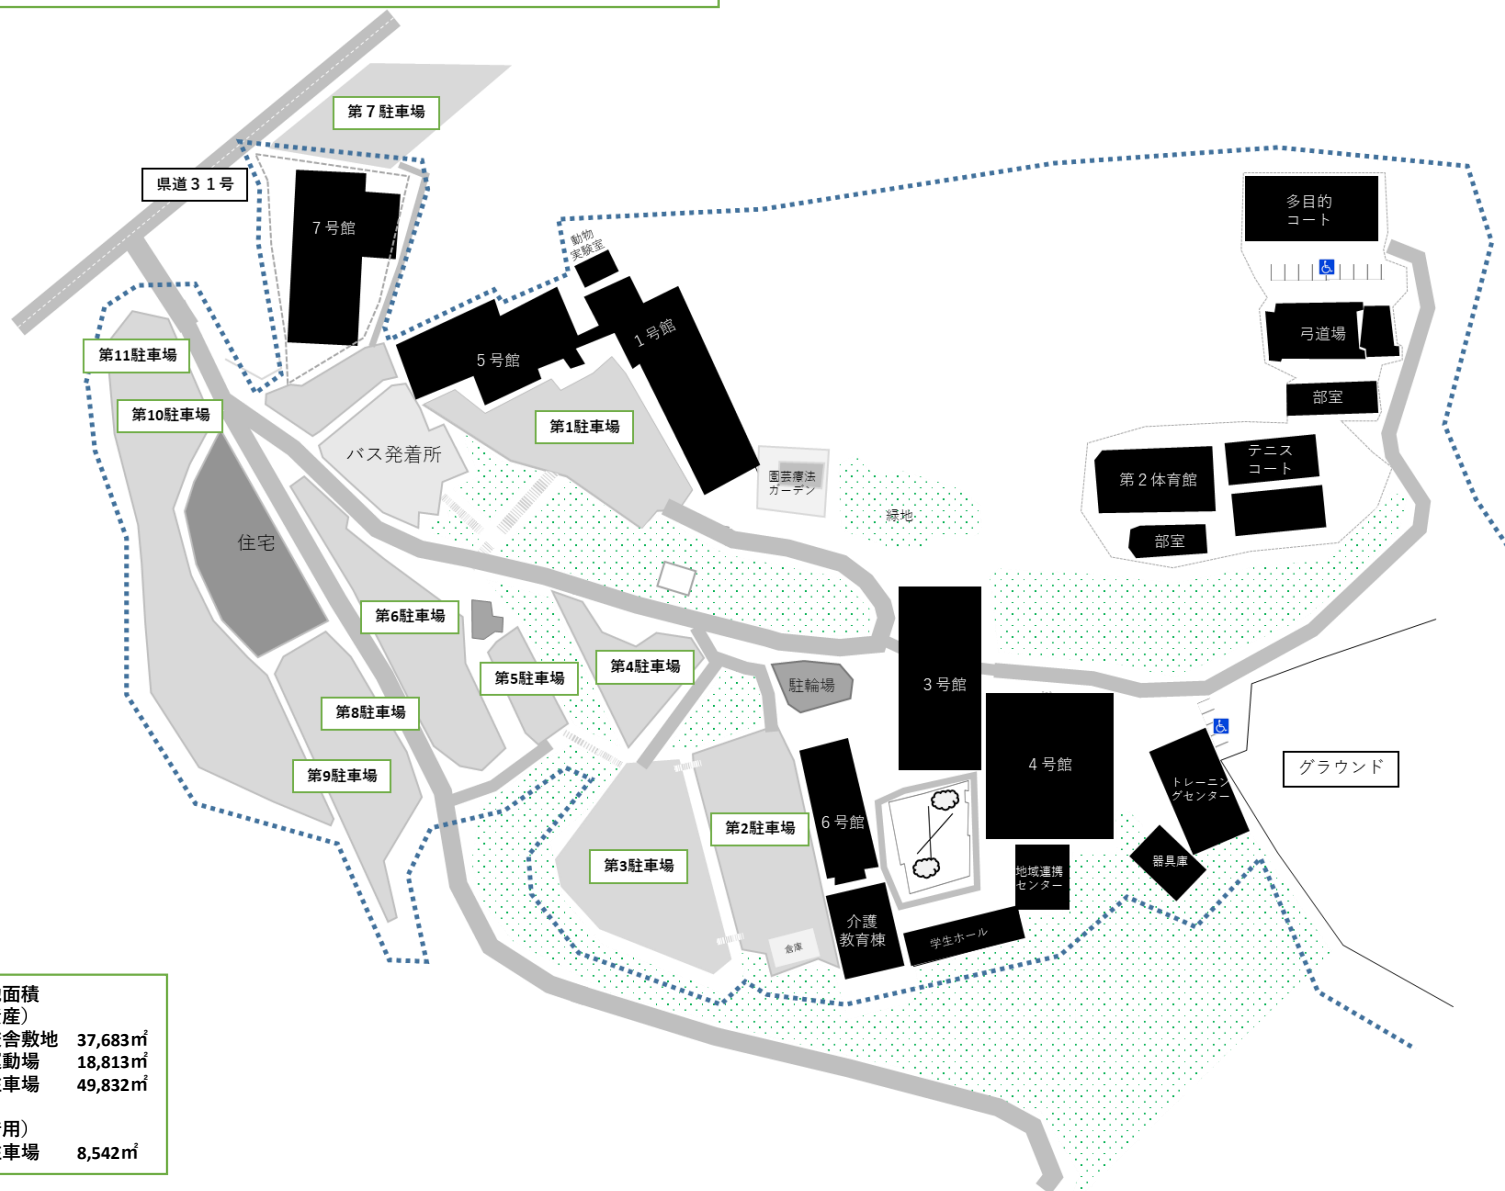 第７駐車場
県道３１号
７号館
動物
実験室
多目的
コート
弓道場
部室
第11駐車場
第10駐車場
５号館
１号館
第1駐車場
バス発着所
園芸療法
ガーデン
緑地
第２体育館
テニス
コート
部室
住宅
第6駐車場
第5駐車場
第4駐車場
駐輪場
３号館
第8駐車場
第9駐車場
４号館
グラウンド
トレーニン
グセンター
第2駐車場
６号館
第3駐車場
器具庫
地域連携
センター
介護
教育棟
学生ホール
倉庫
面積
産）
舎敷地 37,683㎡
動場 18,813㎡
車場 49,832㎡
用）
車場 8,542㎡